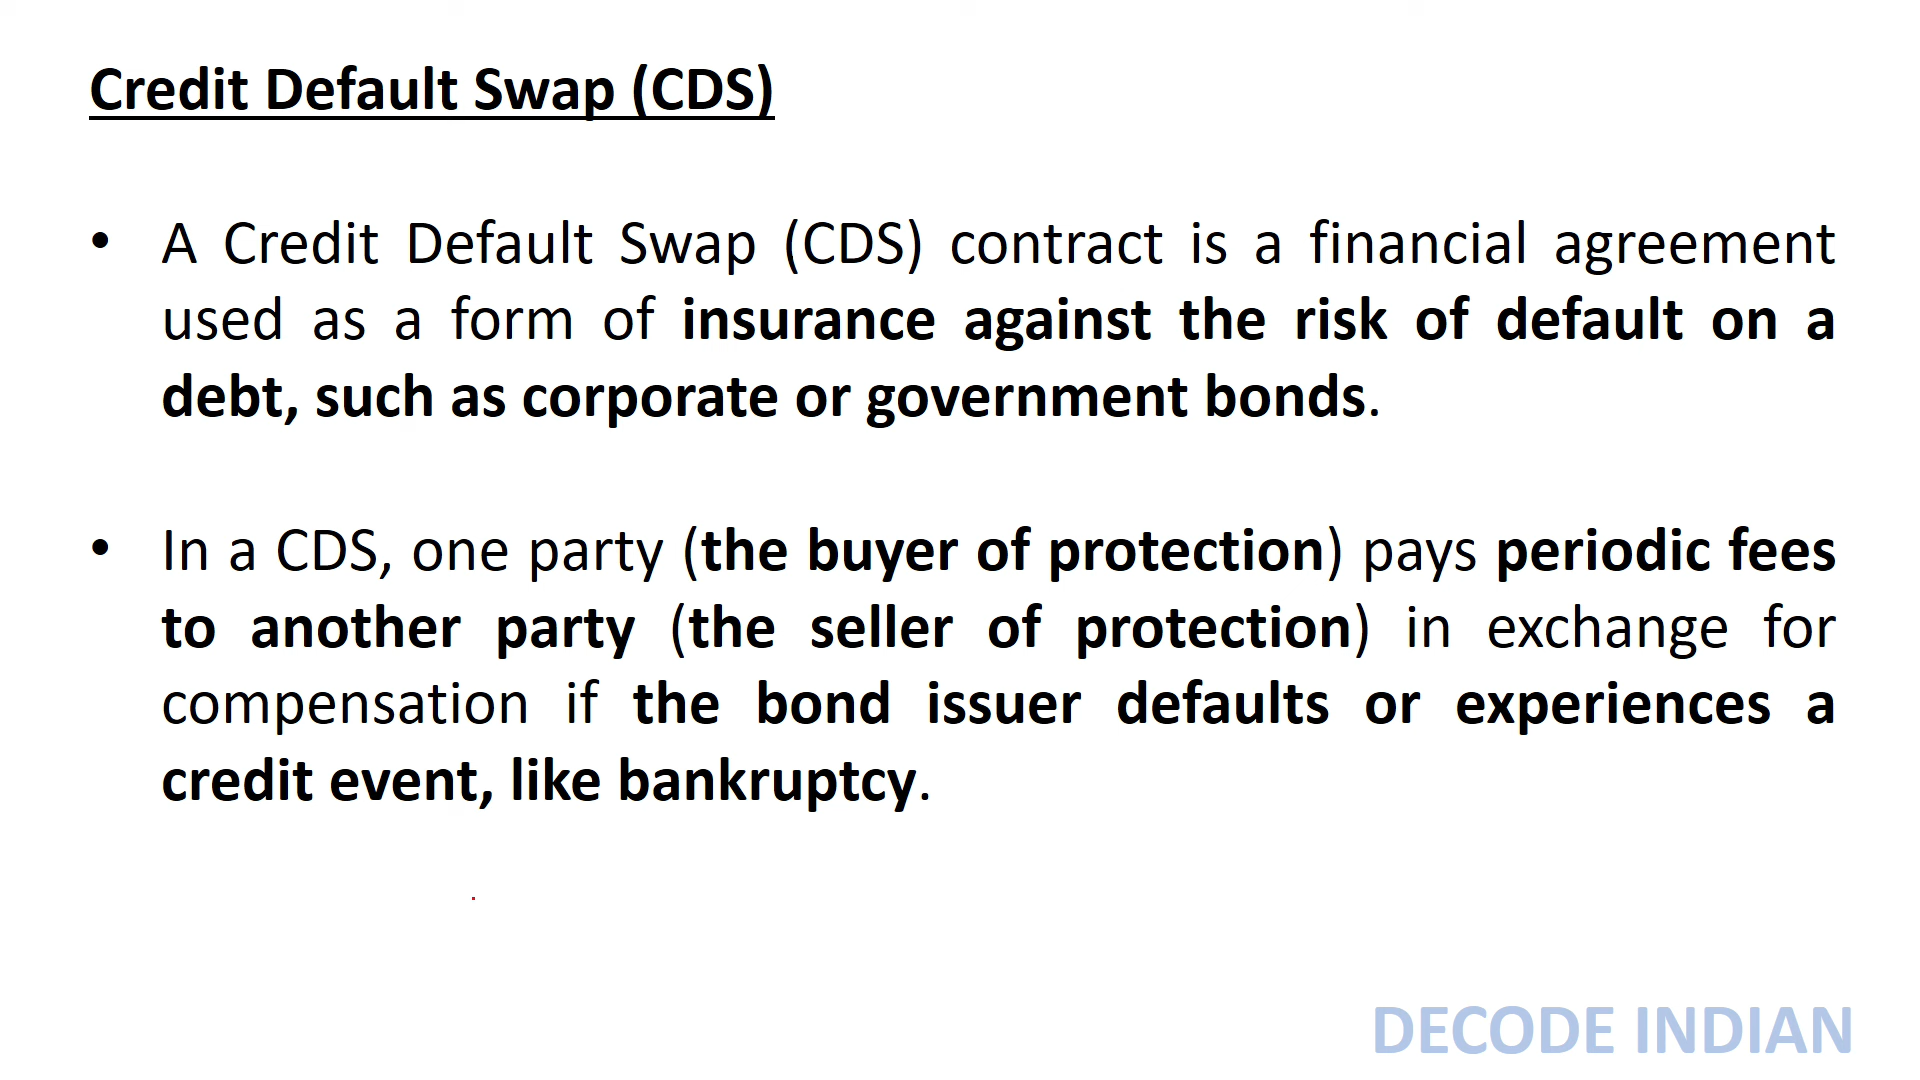 Credit Default Swap (CDS)
• A Credit Default Swap (CDS) contract is a financial agreement
used as a form of insurance against the risk of default on a
debt, such as corporate or government bonds.
• In a CDS, one party (the buyer of protection) pays periodic fees
to another party (the seller of protection) in exchange for
compensation if the bond issuer defaults or experiences a
credit event, like bankruptcy.
DECODE INDIAN